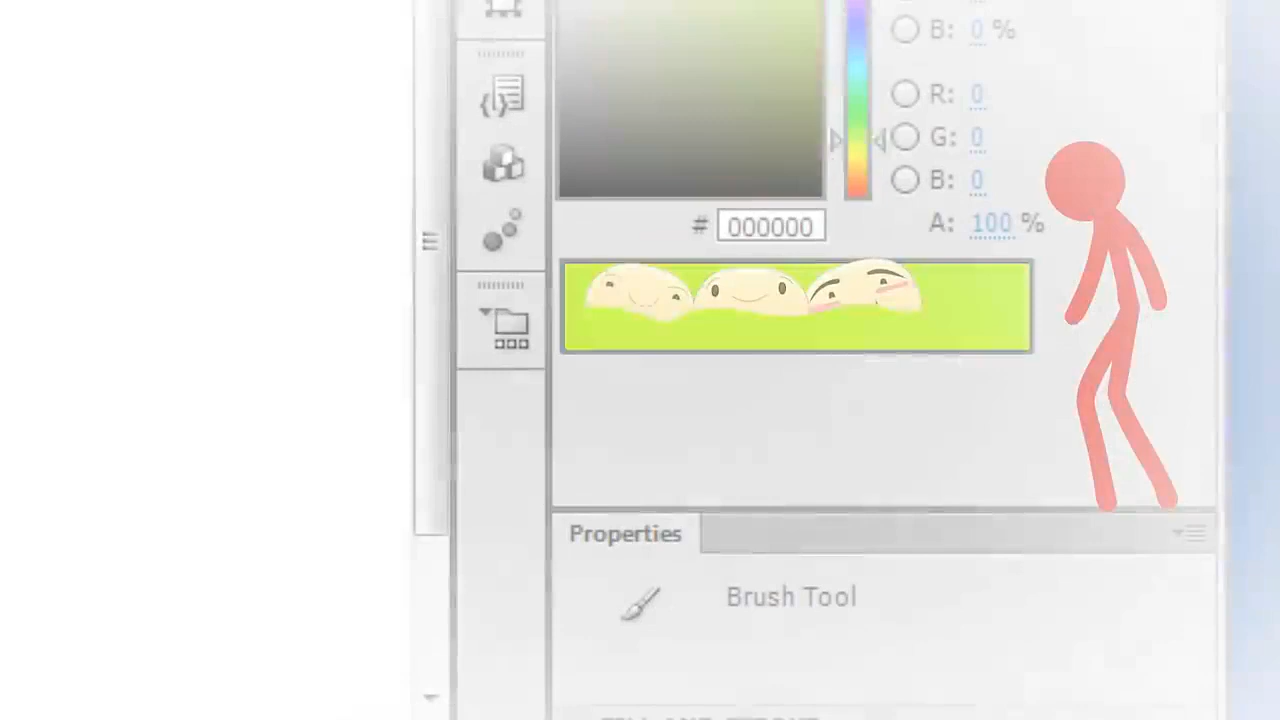 B: 0 %
R: 0
G: 0
B: 0
# 000000
A: 100 %
Properties
Brush Tool